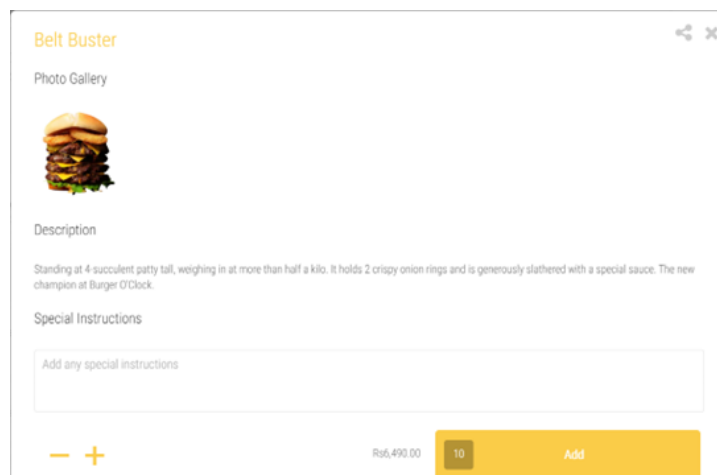 Belt Buster
Photo Gallery
Description
Standing at 4-succulent patty tall, weighing in at more than half a kilo. It holds 2 crispy onion rings and is generously slathered with a special sauce. The new
champion at Burger O'Clock.
Special Instructions
Add any special instructions
Rs6,490.00 10 Add